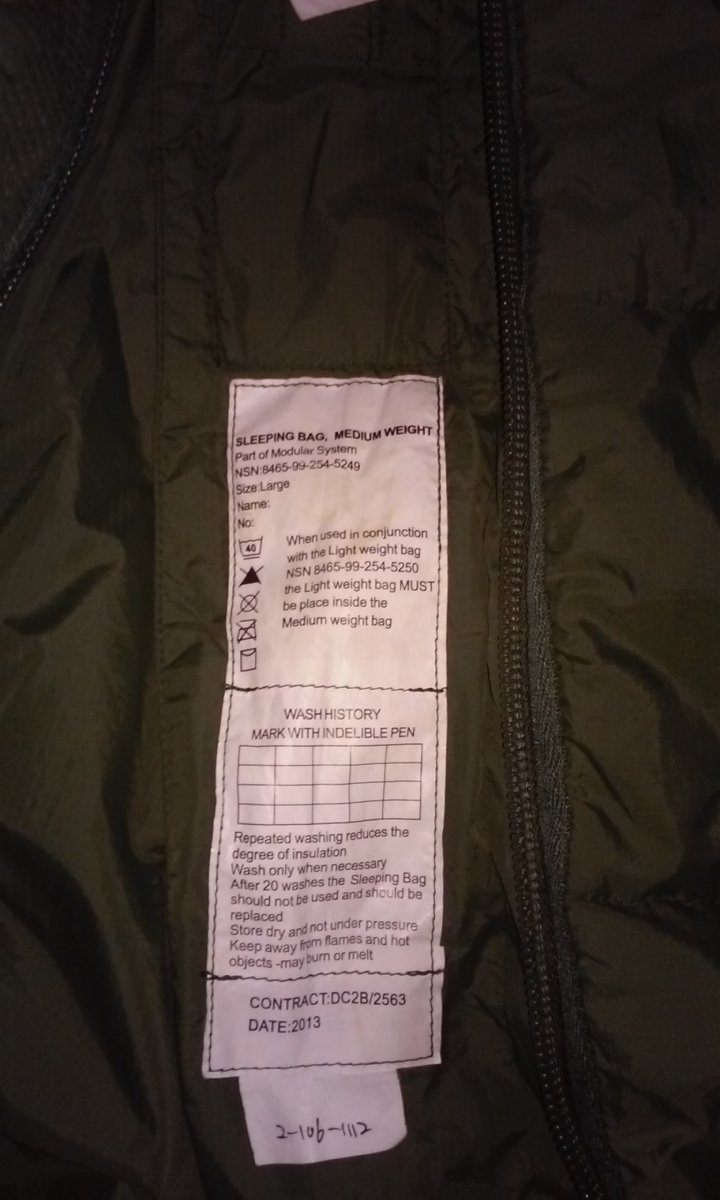 SLEEPING BAG, MEDIUM WEIGHT
Part of Modular System
NSN:8465-99-254-5249
Size:Large
Name:
No:
40
When used in conjunction
with the Light weight bag
NSN 8465-99-254-5250
the Light weight bag MUST
be place inside the
Medium weight bag
WASH HISTORY
MARK WITH INDELIBLE PEN
Repeated washing reduces the
degree of insulation
Wash only when necessary
After 20 washes the Sleeping Bag
should not be used and should be
replaced
Store dry and not under pressure
Keep away from flames and hot
objects -may burn or melt
CONTRACT:DC2B/2563
DATE:2013
2-106-1112